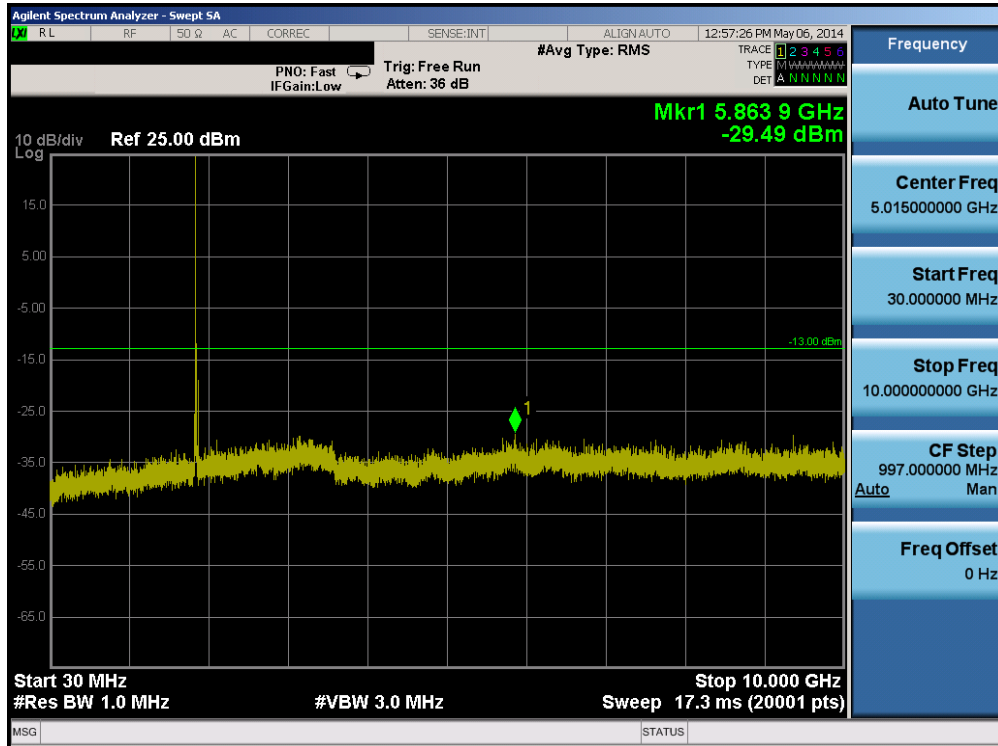 Agilent Spectrum Analyzer - Swept SA
LXI RL RF 50 Ω AC CORREC SENSE:INT ALIGN AUTO 12:57:26 PM May 06, 2014
#Avg Type: RMS
TRACE 1 2 3 4 5 6
PNO: Fast Trig: Free Run
TYPE M WWWWW
IFGain:Low Atten: 36 dB
DET A N N N N N
Mkr1 5.863 9 GHz
-29.49 dBm
10 dB/div Ref 25.00 dBm
Log
15.0
5.00
-5.00
-13.00 dBm
-15.0
-25.0
1
-35.0
-45.0
-55.0
-65.0
Start 30 MHz Stop 10.000 GHz
#Res BW 1.0 MHz #VBW 3.0 MHz Sweep 17.3 ms (20001 pts)
MSG STATUS
Frequency
Auto Tune
Center Freq
5.015000000 GHz
Start Freq
30.000000 MHz
Stop Freq
10.000000000 GHz
CF Step
997.000000 MHz
Auto Man
Freq Offset
0 Hz